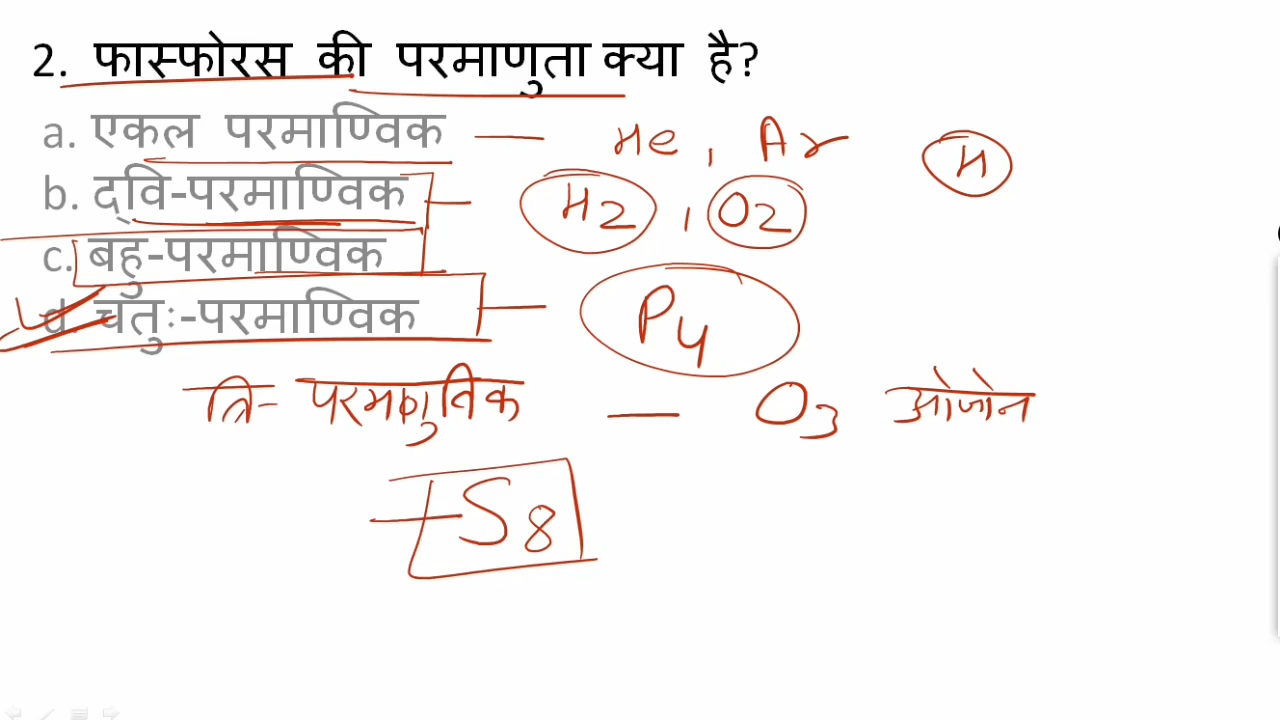 2. फास्फोरस की परमाणुता क्या है?
a. एकल परमाण्विक — He, Ar H
b. द्वि-परमाण्विक — H2, O2
c. बहु-परमाण्विक
d. चतुः-परमाण्विक — P4
त्रि- परमाणुतिक — O3 ओजोन
S8